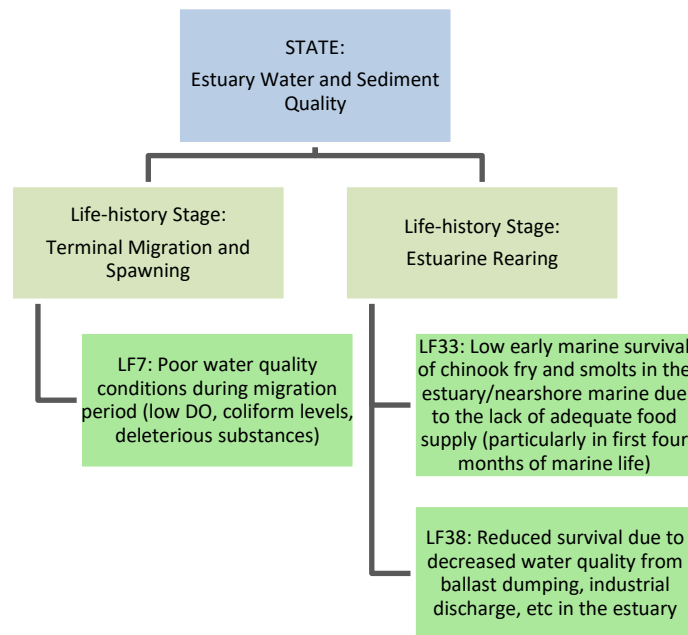 STATE:
Estuary Water and Sediment
Quality
Life-history Stage:
Terminal Migration and
Spawning
Life-history Stage:
Estuarine Rearing
LF7: Poor water quality
conditions during migration
period (low DO, coliform levels,
deleterious substances)
LF33: Low early marine survival
of chinook fry and smolts in the
estuary/nearshore marine due
to the lack of adequate food
supply (particularly in first four
months of marine life)
LF38: Reduced survival due to
decreased water quality from
ballast dumping, industrial
discharge, etc in the estuary